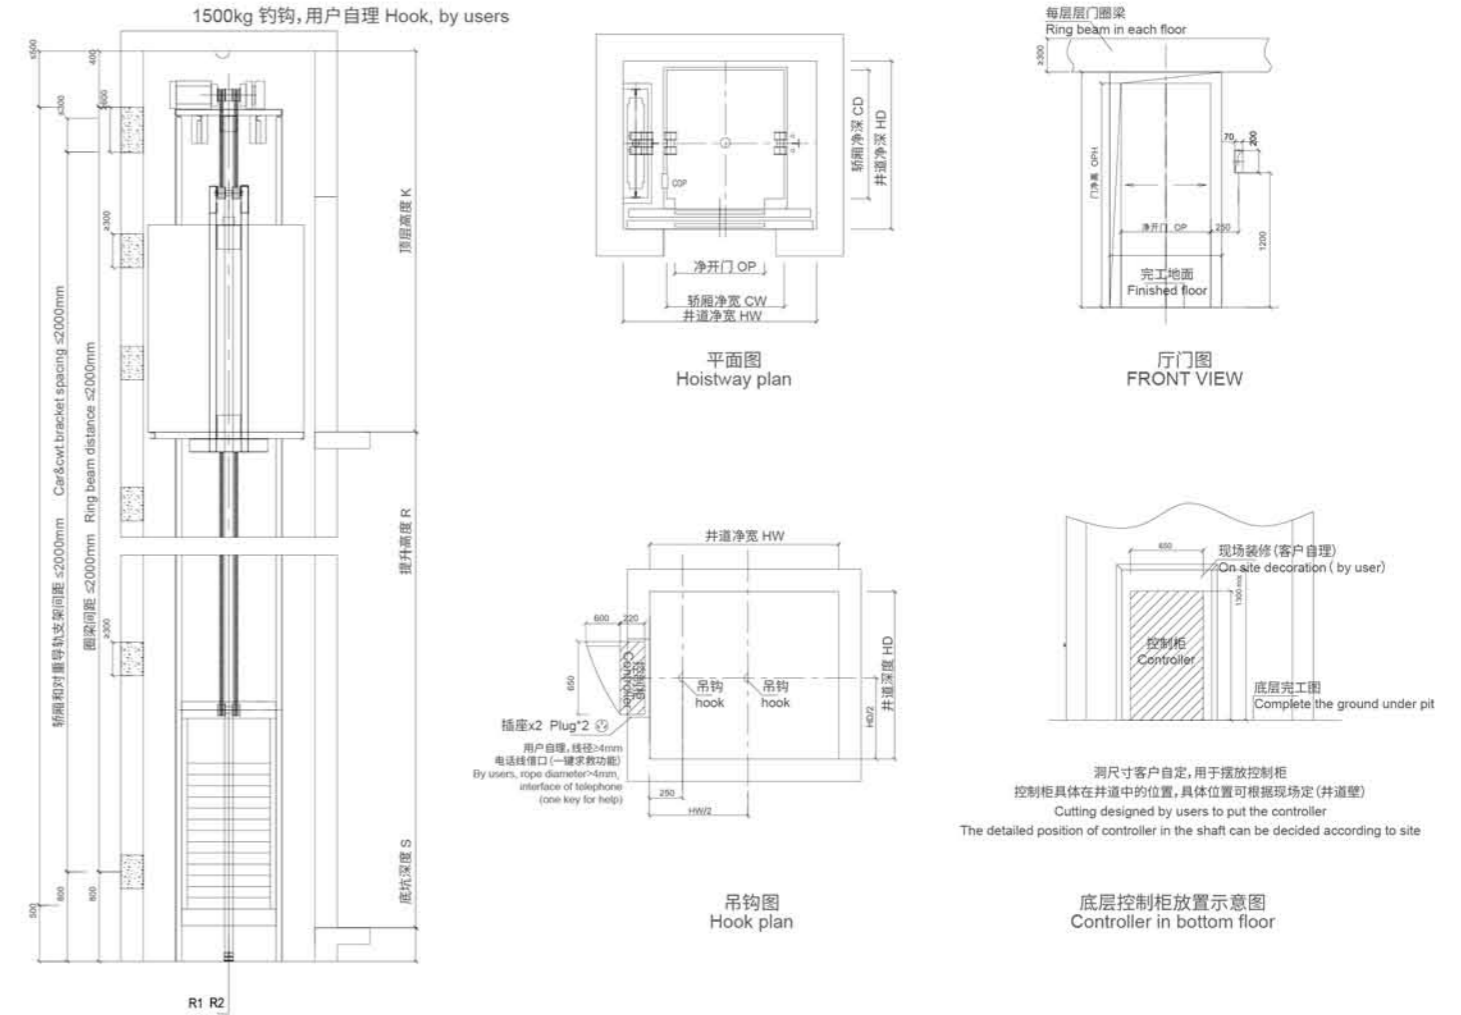 1500kg 钓钩，用户自理 Hook, by users
≤500
400
≤300
600
≥300
顶层高度 K
轿厢和对重导轨支架间距 ≤2000mm Car&cwt bracket spacing ≤2000mm
圈梁间距 ≤2000mm Ring beam distance ≤2000mm
提升高度 R
≥300
底坑深度 S
500
600
800
R1 R2
COP
轿厢净深 CD
井道净深 HD
净开门 OP
轿厢净宽 CW
井道净宽 HW
平面图
Hoistway plan
每层层门圈梁
Ring beam in each floor
≥300
70
200
门净高 OPH
净开门 OP
250
1200
完工地面
Finished floor
厅门图
FRONT VIEW
井道净宽 HW
600
220
650
控制柜
Controller
吊钩
hook
吊钩
hook
井道深度 HD
HD/2
插座x2 Plug*2
用户自理，线径≥4mm
电话线借口（一键求救功能）
By users, rope diameter>4mm,
interface of telephone
(one key for help)
250
HW/2
吊钩图
Hook plan
650
现场装修（客户自理）
On site decoration ( by user)
控制柜
Controller
底层完工图
Complete the ground under pit
洞尺寸客户自定，用于摆放控制柜
控制柜具体在井道中的位置，具体位置可根据现场定（井道壁）
Cutting designed by users to put the controller
The detailed position of controller in the shaft can be decided according to site
底层控制柜放置示意图
Controller in bottom floor